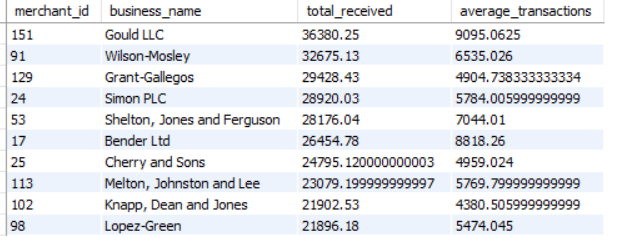 merchant_id business_name total_received average_transactions
151 Gould LLC 36380.25 9095.0625
91 Wilson-Mosley 32675.13 6535.026
129 Grant-Gallegos 29428.43 4904.738333333334
24 Simon PLC 28920.03 5784.005999999999
53 Shelton, Jones and Ferguson 28176.04 7044.01
17 Bender Ltd 26454.78 8818.26
25 Cherry and Sons 24795.120000000003 4959.024
113 Melton, Johnston and Lee 23079.199999999997 5769.799999999999
102 Knapp, Dean and Jones 21902.53 4380.505999999999
98 Lopez-Green 21896.18 5474.045